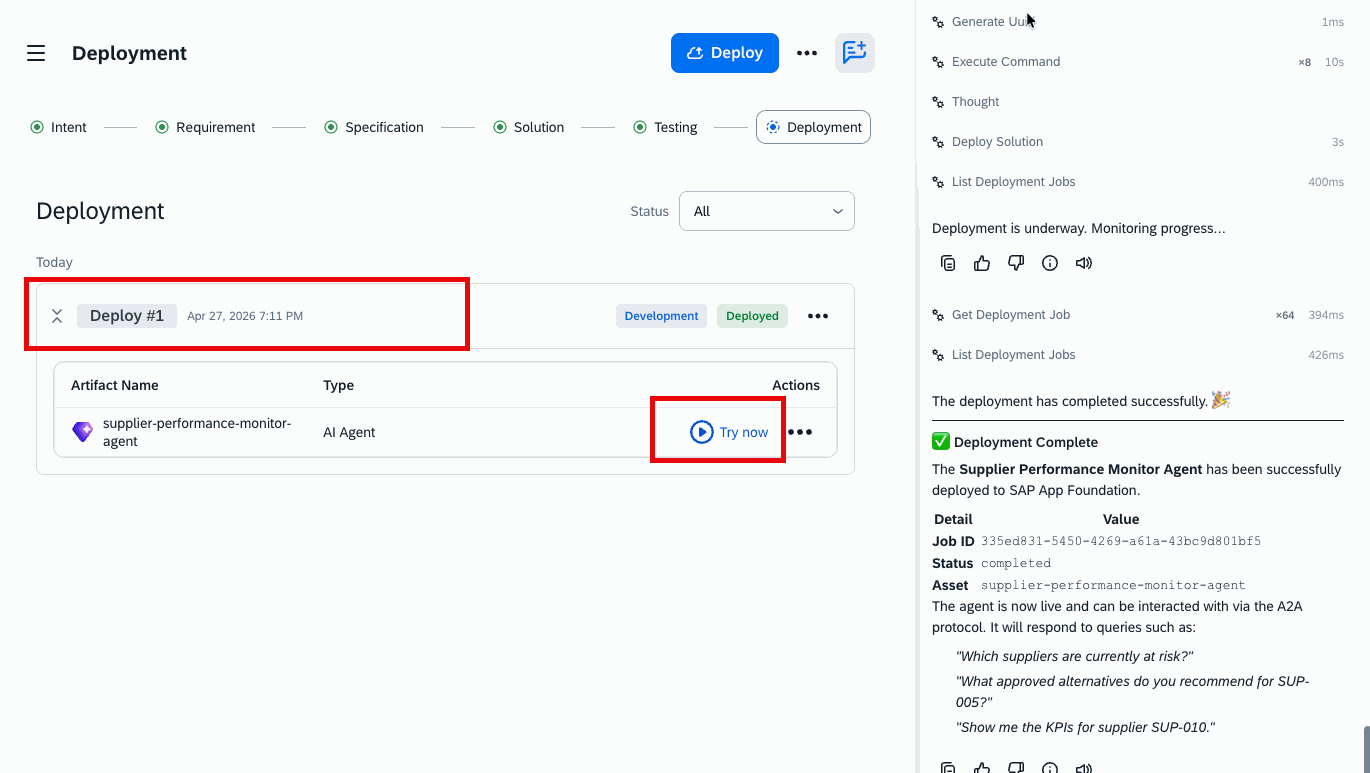 Deployment
Deploy
Intent
Requirement
Specification
Solution
Testing
Deployment
Deployment
Status
All
Today
Deploy #1
Apr 27, 2026 7:11 PM
Development
Deployed
Artifact Name
Type
Actions
supplier-performance-monitor-
agent
AI Agent
Try now
Generate
1ms
Execute Command
×8
10s
Thought
Deploy Solution
3s
List Deployment Jobs
400ms
Deployment is underway. Monitoring progress...
Get Deployment Job
×64
394ms
List Deployment Jobs
426ms
The deployment has completed successfully. 🎉
✅ Deployment Complete
The Supplier Performance Monitor Agent has been successfully
deployed to SAP App Foundation.
Detail Value
Job ID 335ed831-5450-4269-a61a-43bc9d801bf5
Status completed
Asset supplier-performance-monitor-agent
The agent is now live and can be interacted with via the A2A
protocol. It will respond to queries such as:
"Which suppliers are currently at risk?"
"What approved alternatives do you recommend for SUP-
005?"
"Show me the KPIs for supplier SUP-010."